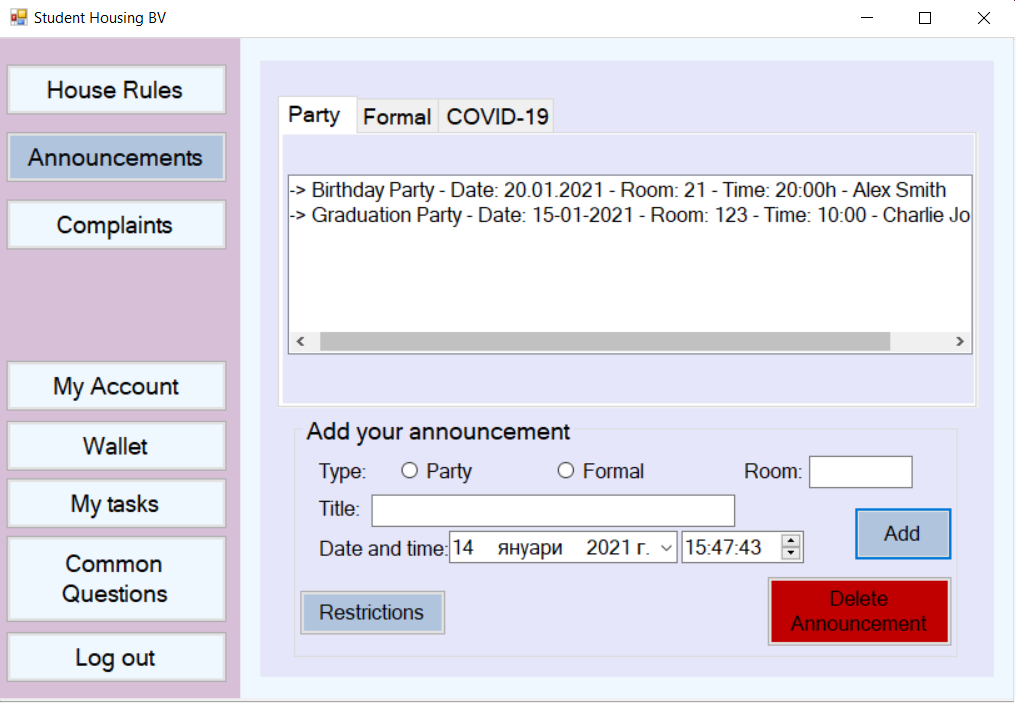 Student Housing BV
House Rules
Announcements
Complaints
My Account
Wallet
My tasks
Common
Questions
Log out
Party Formal COVID-19
-> Birthday Party - Date: 20.01.2021 - Room: 21 - Time: 20:00h - Alex Smith
-> Graduation Party - Date: 15-01-2021 - Room: 123 - Time: 10:00 - Charlie Jo
Add your announcement
Type: Party Formal Room:
Title:
Date and time: 14 януари 2021 г. 15:47:43
Add
Restrictions
Delete
Announcement